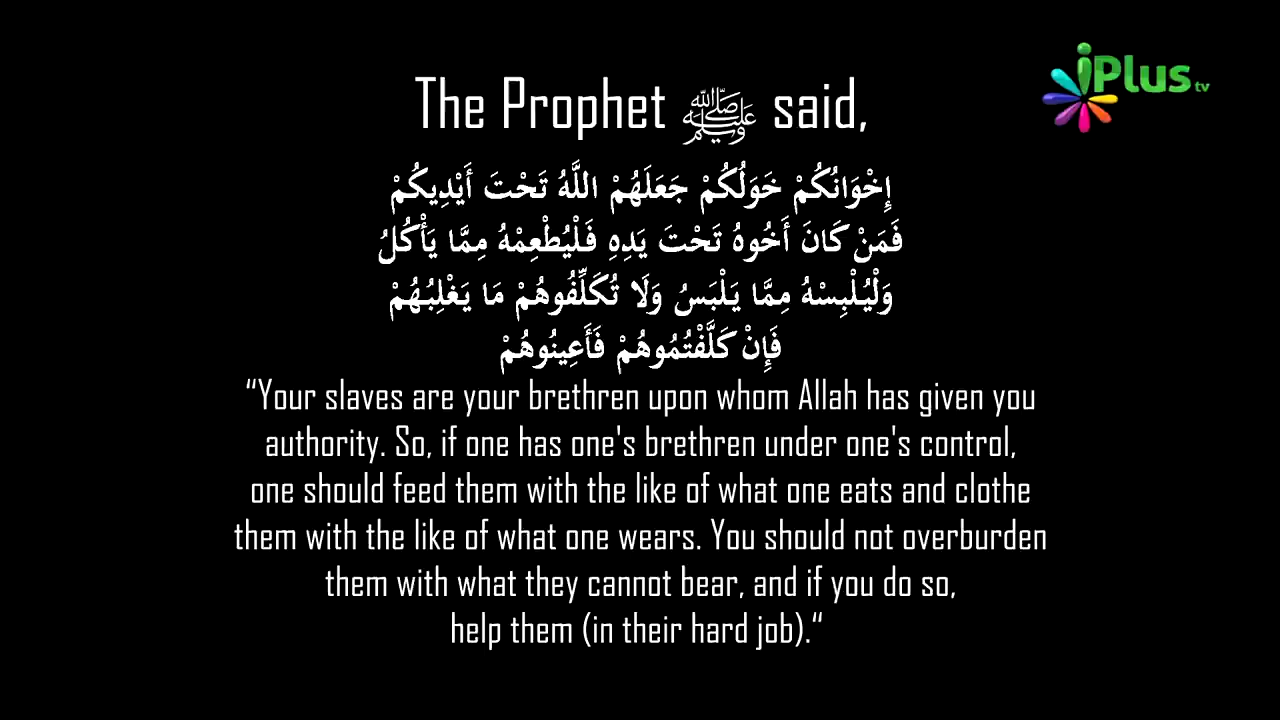 iPlus tv
The Prophet ﷺ said,
إِخْوَانُكُمْ خَوَلُكُمْ جَعَلَهُمْ اللَّهُ تَحْتَ أَيْدِيكُمْ
فَمَنْ كَانَ أَخُوهُ تَحْتَ يَدِهِ فَلْيُطْعِمْهُ مِمَّا يَأْكُلُ
وَلْيُلْبِسْهُ مِمَّا يَلْبَسُ وَلَا تُكَلِّفُوهُمْ مَا يَغْلِبُهُمْ
فَإِنْ كَلَّفْتُمُوهُمْ فَأَعِينُوهُمْ
“Your slaves are your brethren upon whom Allah has given you
authority. So, if one has one's brethren under one's control,
one should feed them with the like of what one eats and clothe
them with the like of what one wears. You should not overburden
them with what they cannot bear, and if you do so,
help them (in their hard job).“